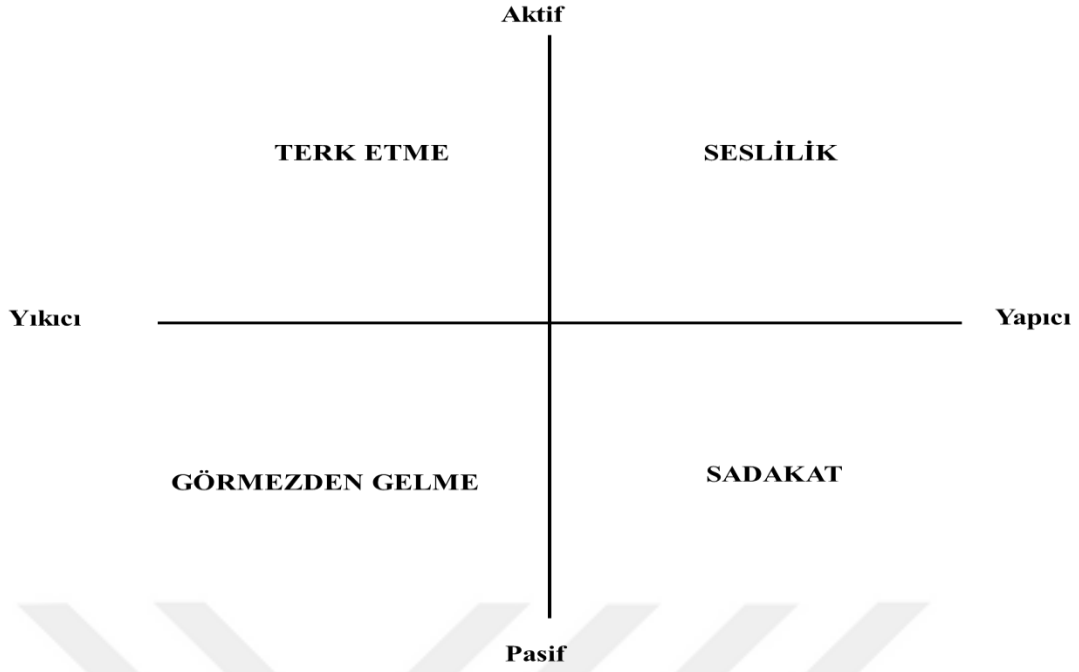 Aktif
TERK ETME
SESLİLİK
Yıkıcı
Yapıcı
GÖRMEZDEN GELME
SADAKAT
Pasif